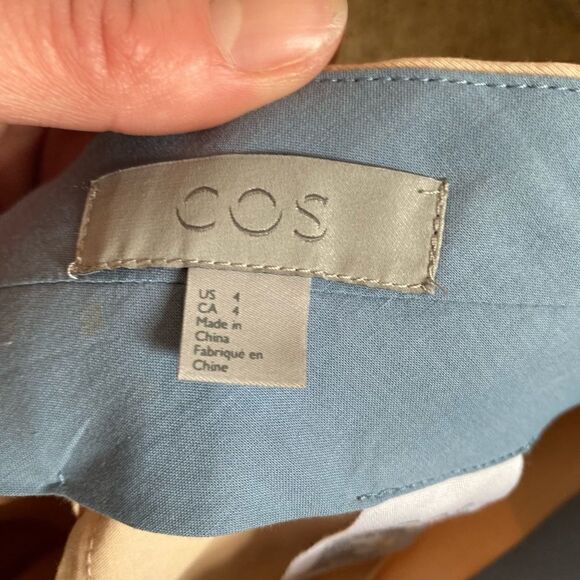 COS
US 4
CA 4
Made in
China
Fabriqué en
Chine